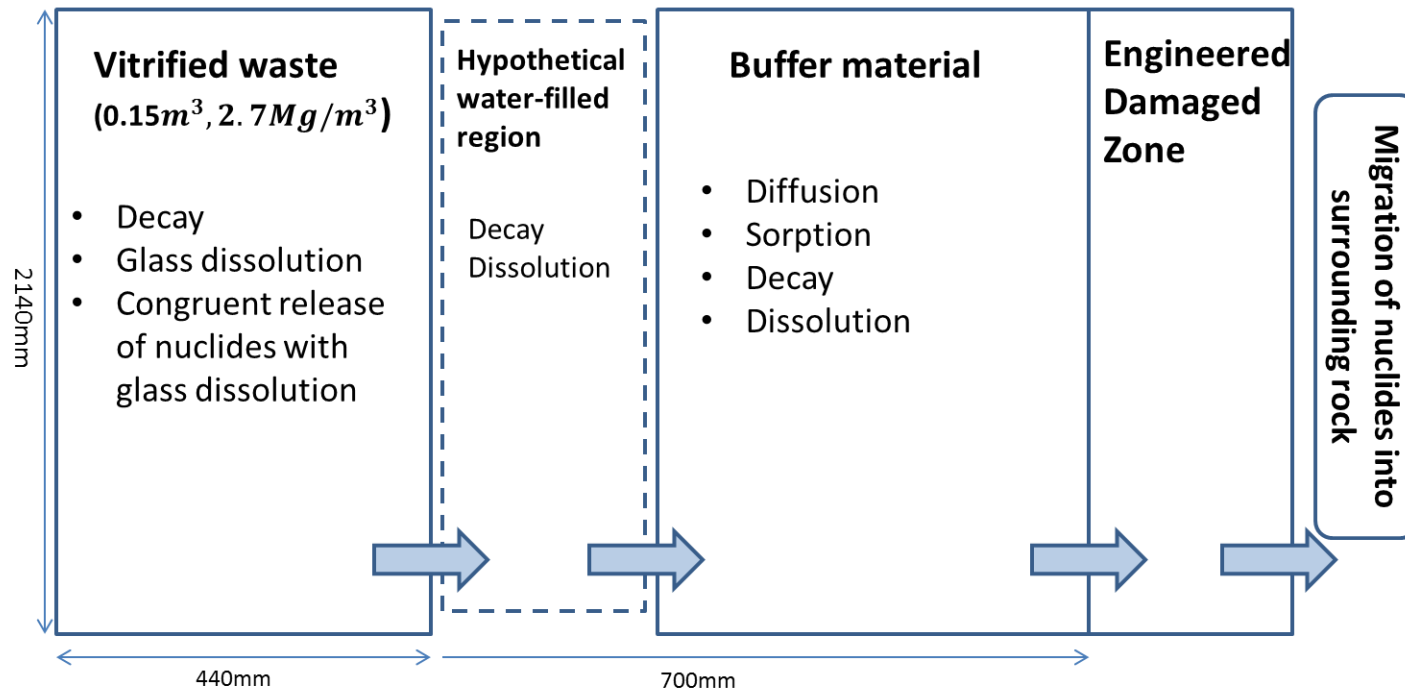 Vitrified waste
(0.15m³, 2.7Mg/m³)
• Decay
• Glass dissolution
• Congruent release
of nuclides with
glass dissolution
Hypothetical
water-filled
region
Decay
Dissolution
Buffer material
• Diffusion
• Sorption
• Decay
• Dissolution
Engineered
Damaged
Zone
Migration of nuclides into
surrounding rock
2140mm
440mm
700mm